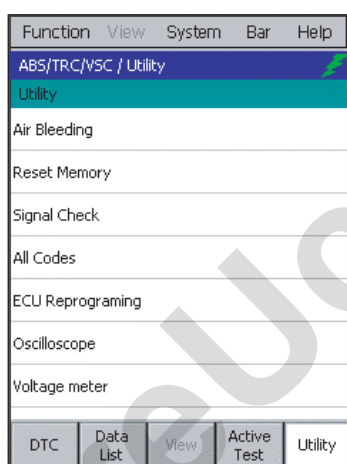 Function View System Bar Help
ABS/TRC/VSC / Utility
Utility
Air Bleeding
Reset Memory
Signal Check
All Codes
ECU Reprograming
Oscilloscope
Voltage meter
DTC Data List View Active Test Utility